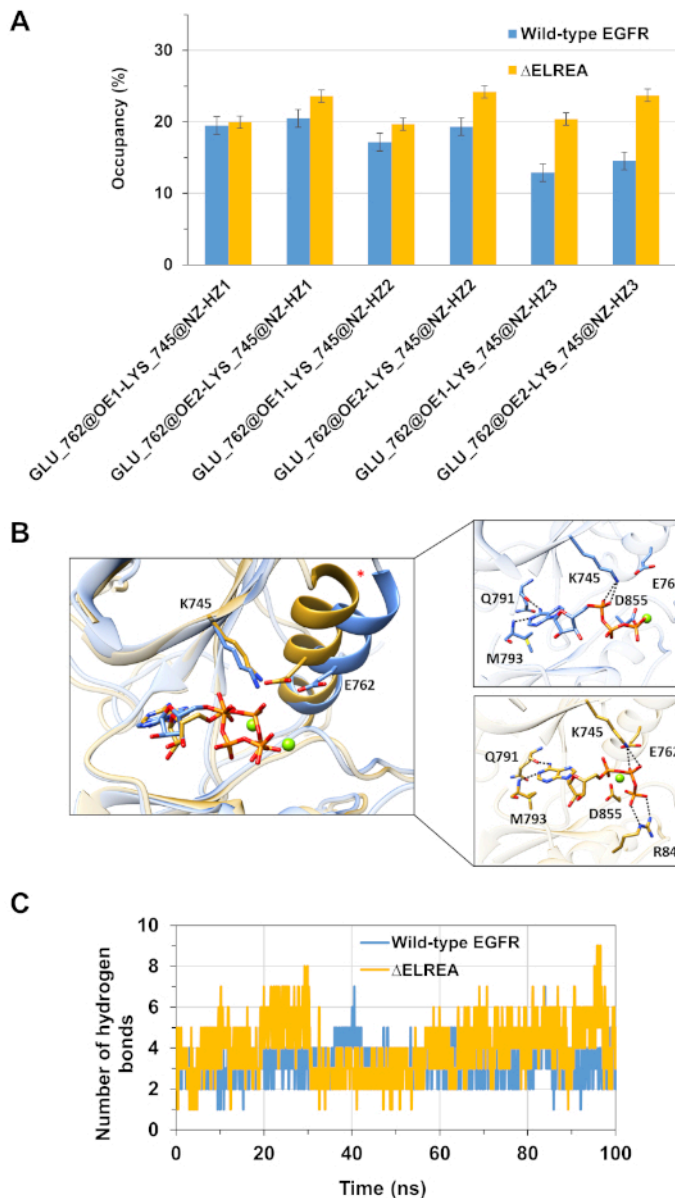 A
Wild-type EGFR
ΔELREA
Occupancy (%)
30
20
10
0
GLU_762@OE1-LYS_745@NZ-HZ1
GLU_762@OE2-LYS_745@NZ-HZ1
GLU_762@OE1-LYS_745@NZ-HZ2
GLU_762@OE2-LYS_745@NZ-HZ2
GLU_762@OE1-LYS_745@NZ-HZ3
GLU_762@OE2-LYS_745@NZ-HZ3
B
*
K745
E762
K745
E76
Q791
D855
M793
K745
E762
Q791
M793
D855
R84
C
Wild-type EGFR
ΔELREA
Number of hydrogen
bonds
10
8
6
4
2
0
0
20
40
60
80
100
Time (ns)